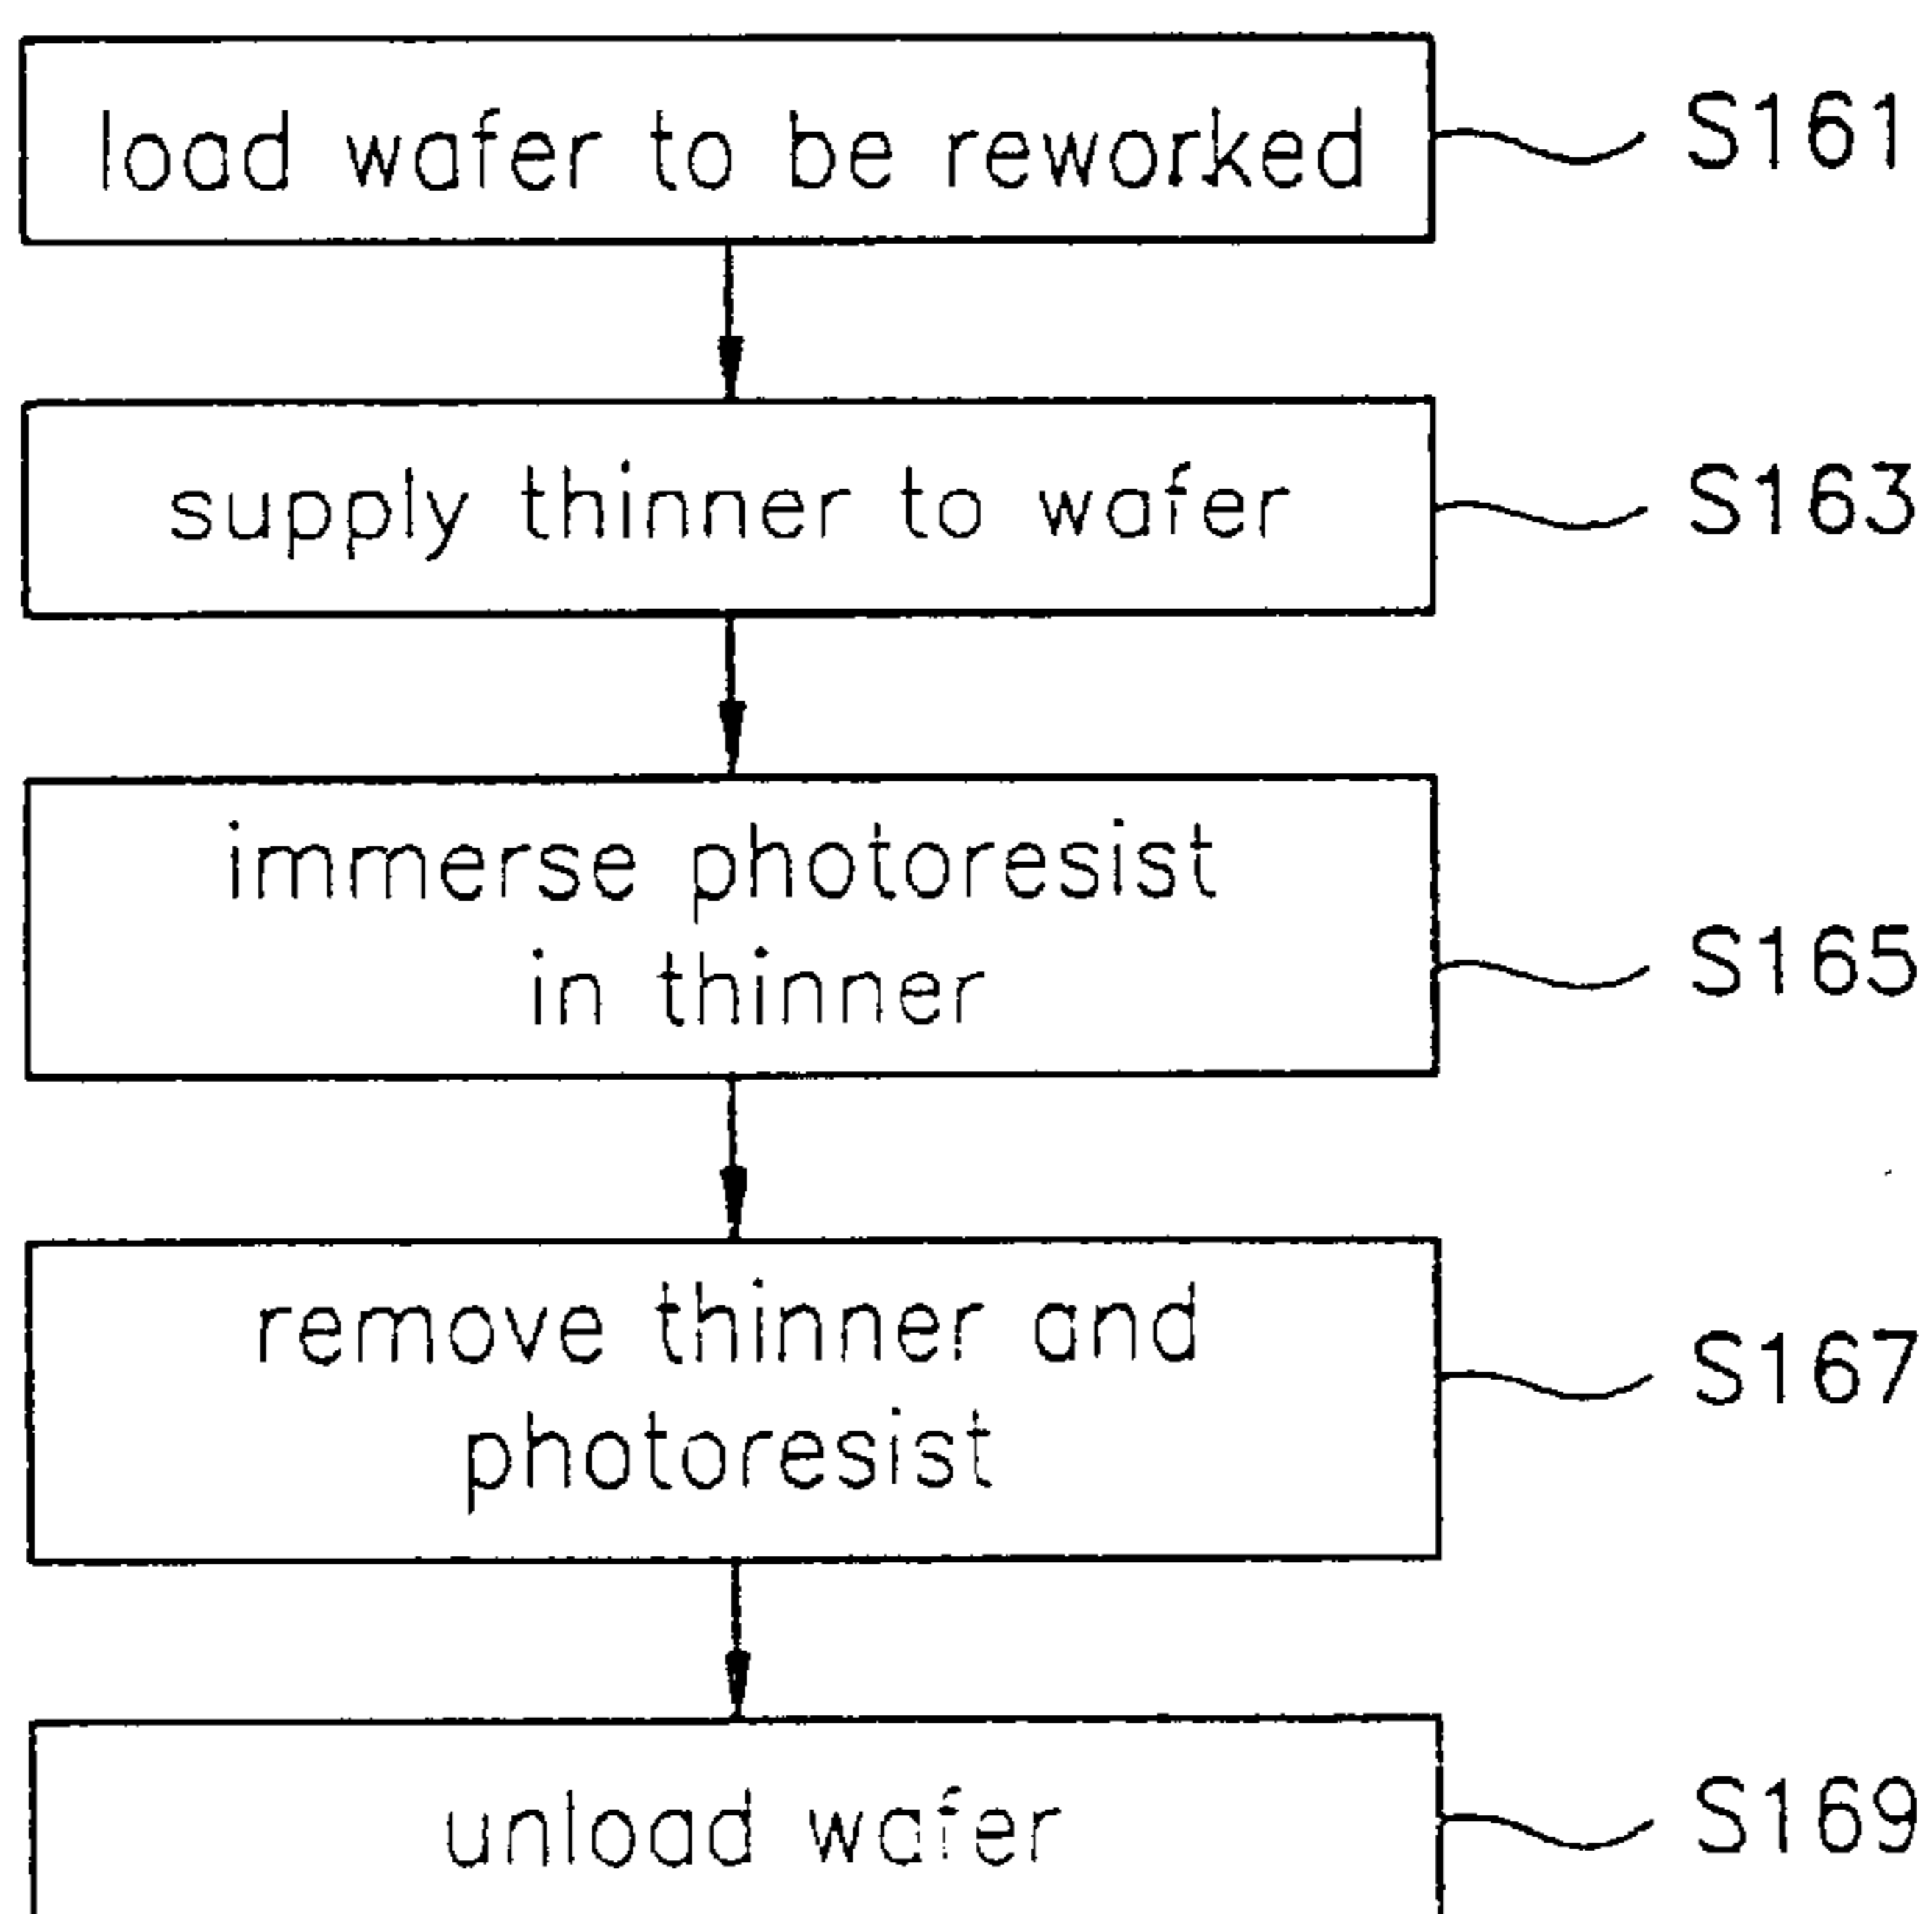 load wafer to be reworked
S161
supply thinner to wafer
S163
immerse photoresist
in thinner
S165
remove thinner and
photoresist
S167
unload wafer
S169